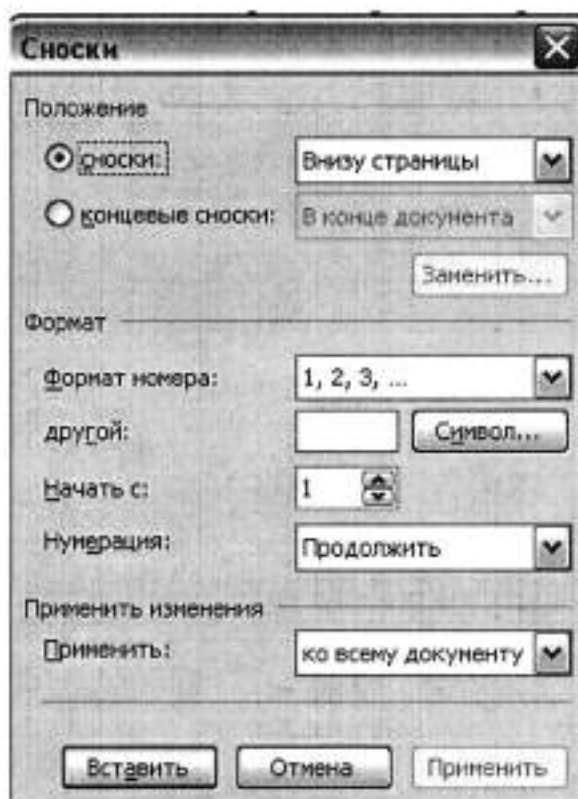 Сноски
Положение
сноски: Внизу страницы
концевые сноски: В конце документа
Заменить...
Формат
Формат номера: 1, 2, 3, ...
другой: Символ...
Начать с: 1
Нумерация: Продолжить
Применить изменения
Применить: ко всему документу
Вставить Отмена Применить